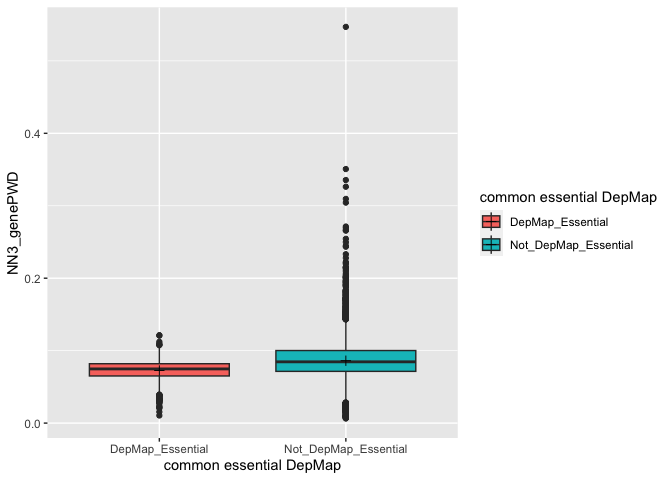 NN3_genePWD
0.4
0.2
0.0
DepMap_Essential
Not_DepMap_Essential
common essential DepMap
common essential DepMap
DepMap_Essential
Not_DepMap_Essential